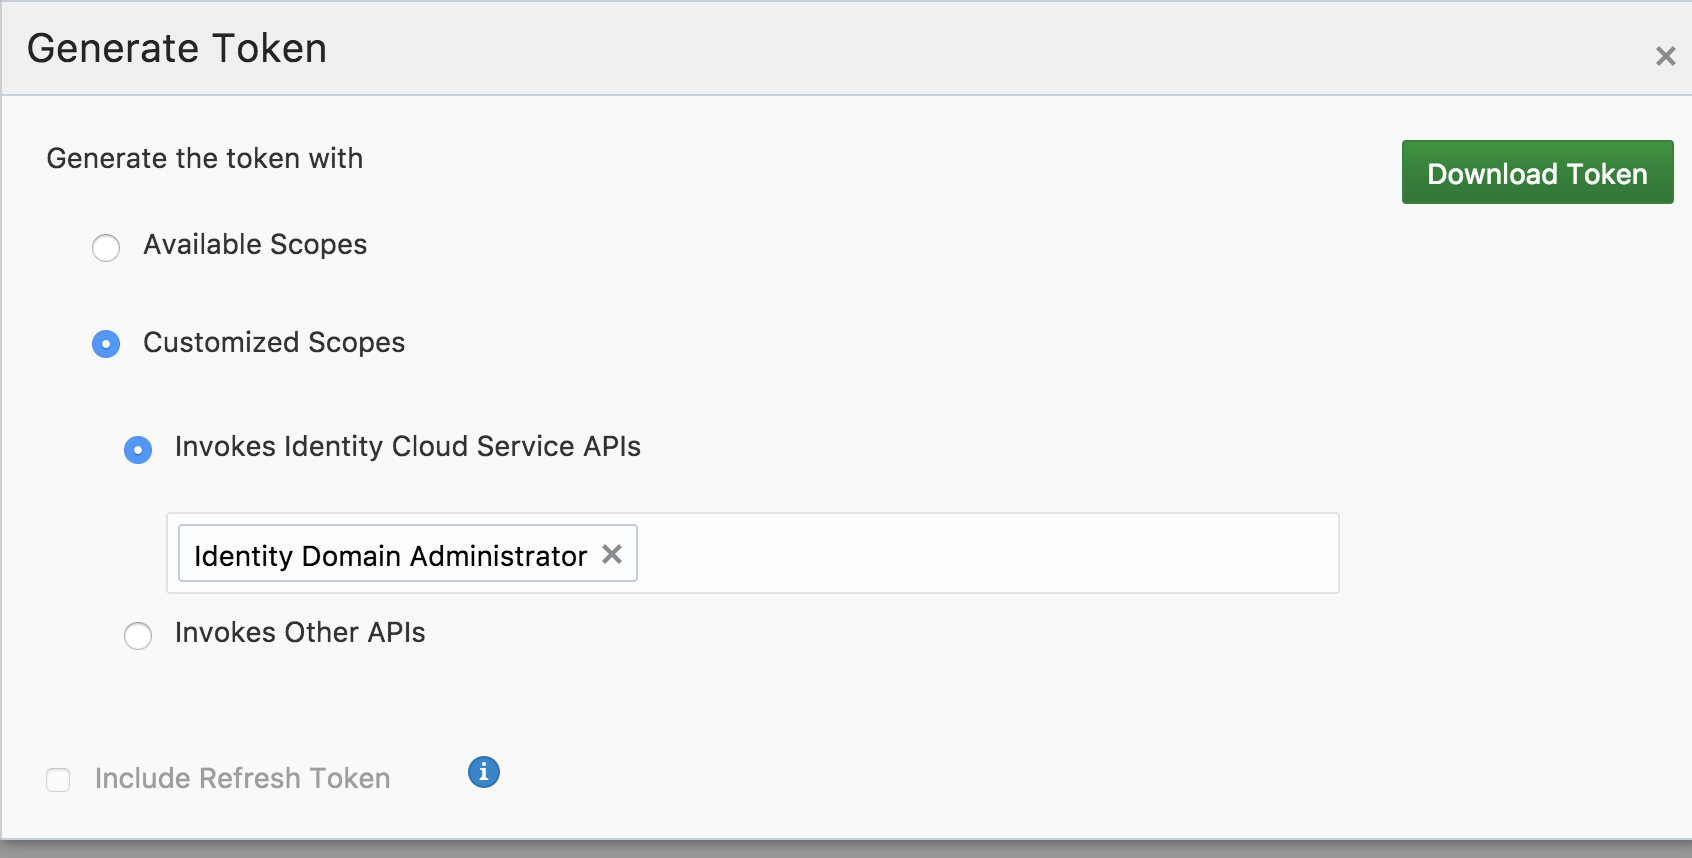 Generate Token
×
Generate the token with
Download Token
Available Scopes
Customized Scopes
Invokes Identity Cloud Service APIs
Identity Domain Administrator ×
Invokes Other APIs
Include Refresh Token i